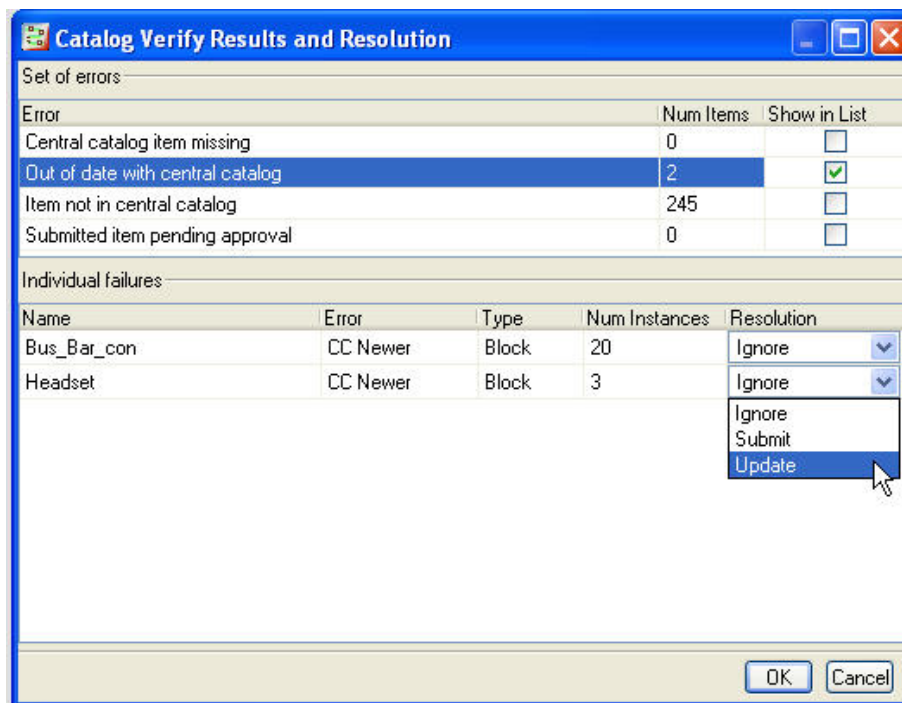 Catalog Verify Results and Resolution
Set of errors
Error Num Items Show in List
Central catalog item missing 0
Out of date with central catalog 2
Item not in central catalog 245
Submitted item pending approval 0
Individual failures
Name Error Type Num Instances Resolution
Bus_Bar_con CC Newer Block 20 Ignore
Headset CC Newer Block 3 Ignore
Ignore
Submit
Update
OK Cancel